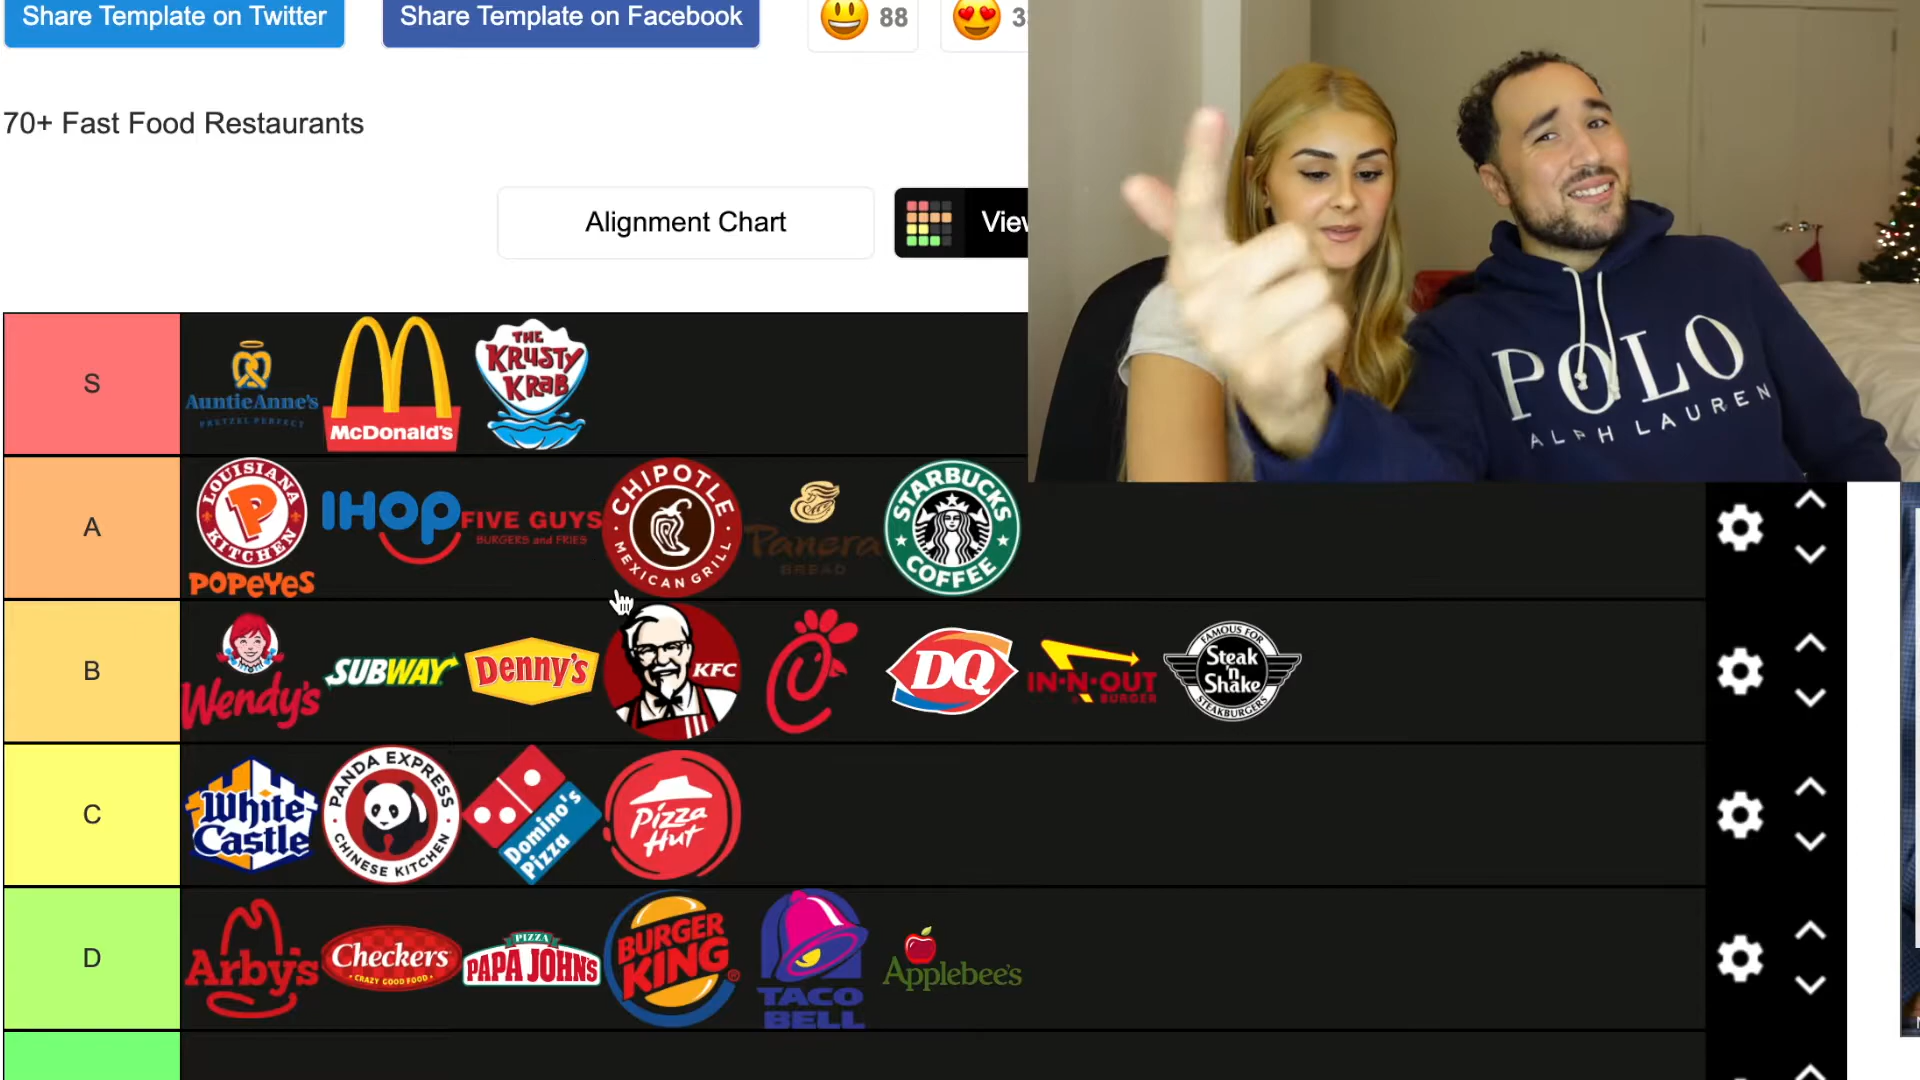 Share Template on Twitter
Share Template on Facebook
88
70+ Fast Food Restaurants
Alignment Chart
POLO
S
AuntieAnne's
PRETZEL PERFECT
McDonald's
THE
KRUSTY
KRAB
A
LOUISIANA
KITCHEN
POPEYES
IHOP
FIVE GUYS
BURGERS and FRIES
CHIPOTLE
MEXICAN GRILL
Panera
BREAD
STARBUCKS
COFFEE
B
Wendy's
SUBWAY
Denny's
KFC
DQ
IN-N-OUT
BURGER
FAMOUS FOR
Steak
'n
Shake
STEAKBURGERS
C
White
Castle
PANDA EXPRESS
CHINESE KITCHEN
Domino's
Pizza
Pizza
Hut
D
Arby's
Checkers
CRAZY GOOD FOOD
PIZZA
PAPA JOHN'S
BURGER
KING
TACO
BELL
Applebee's